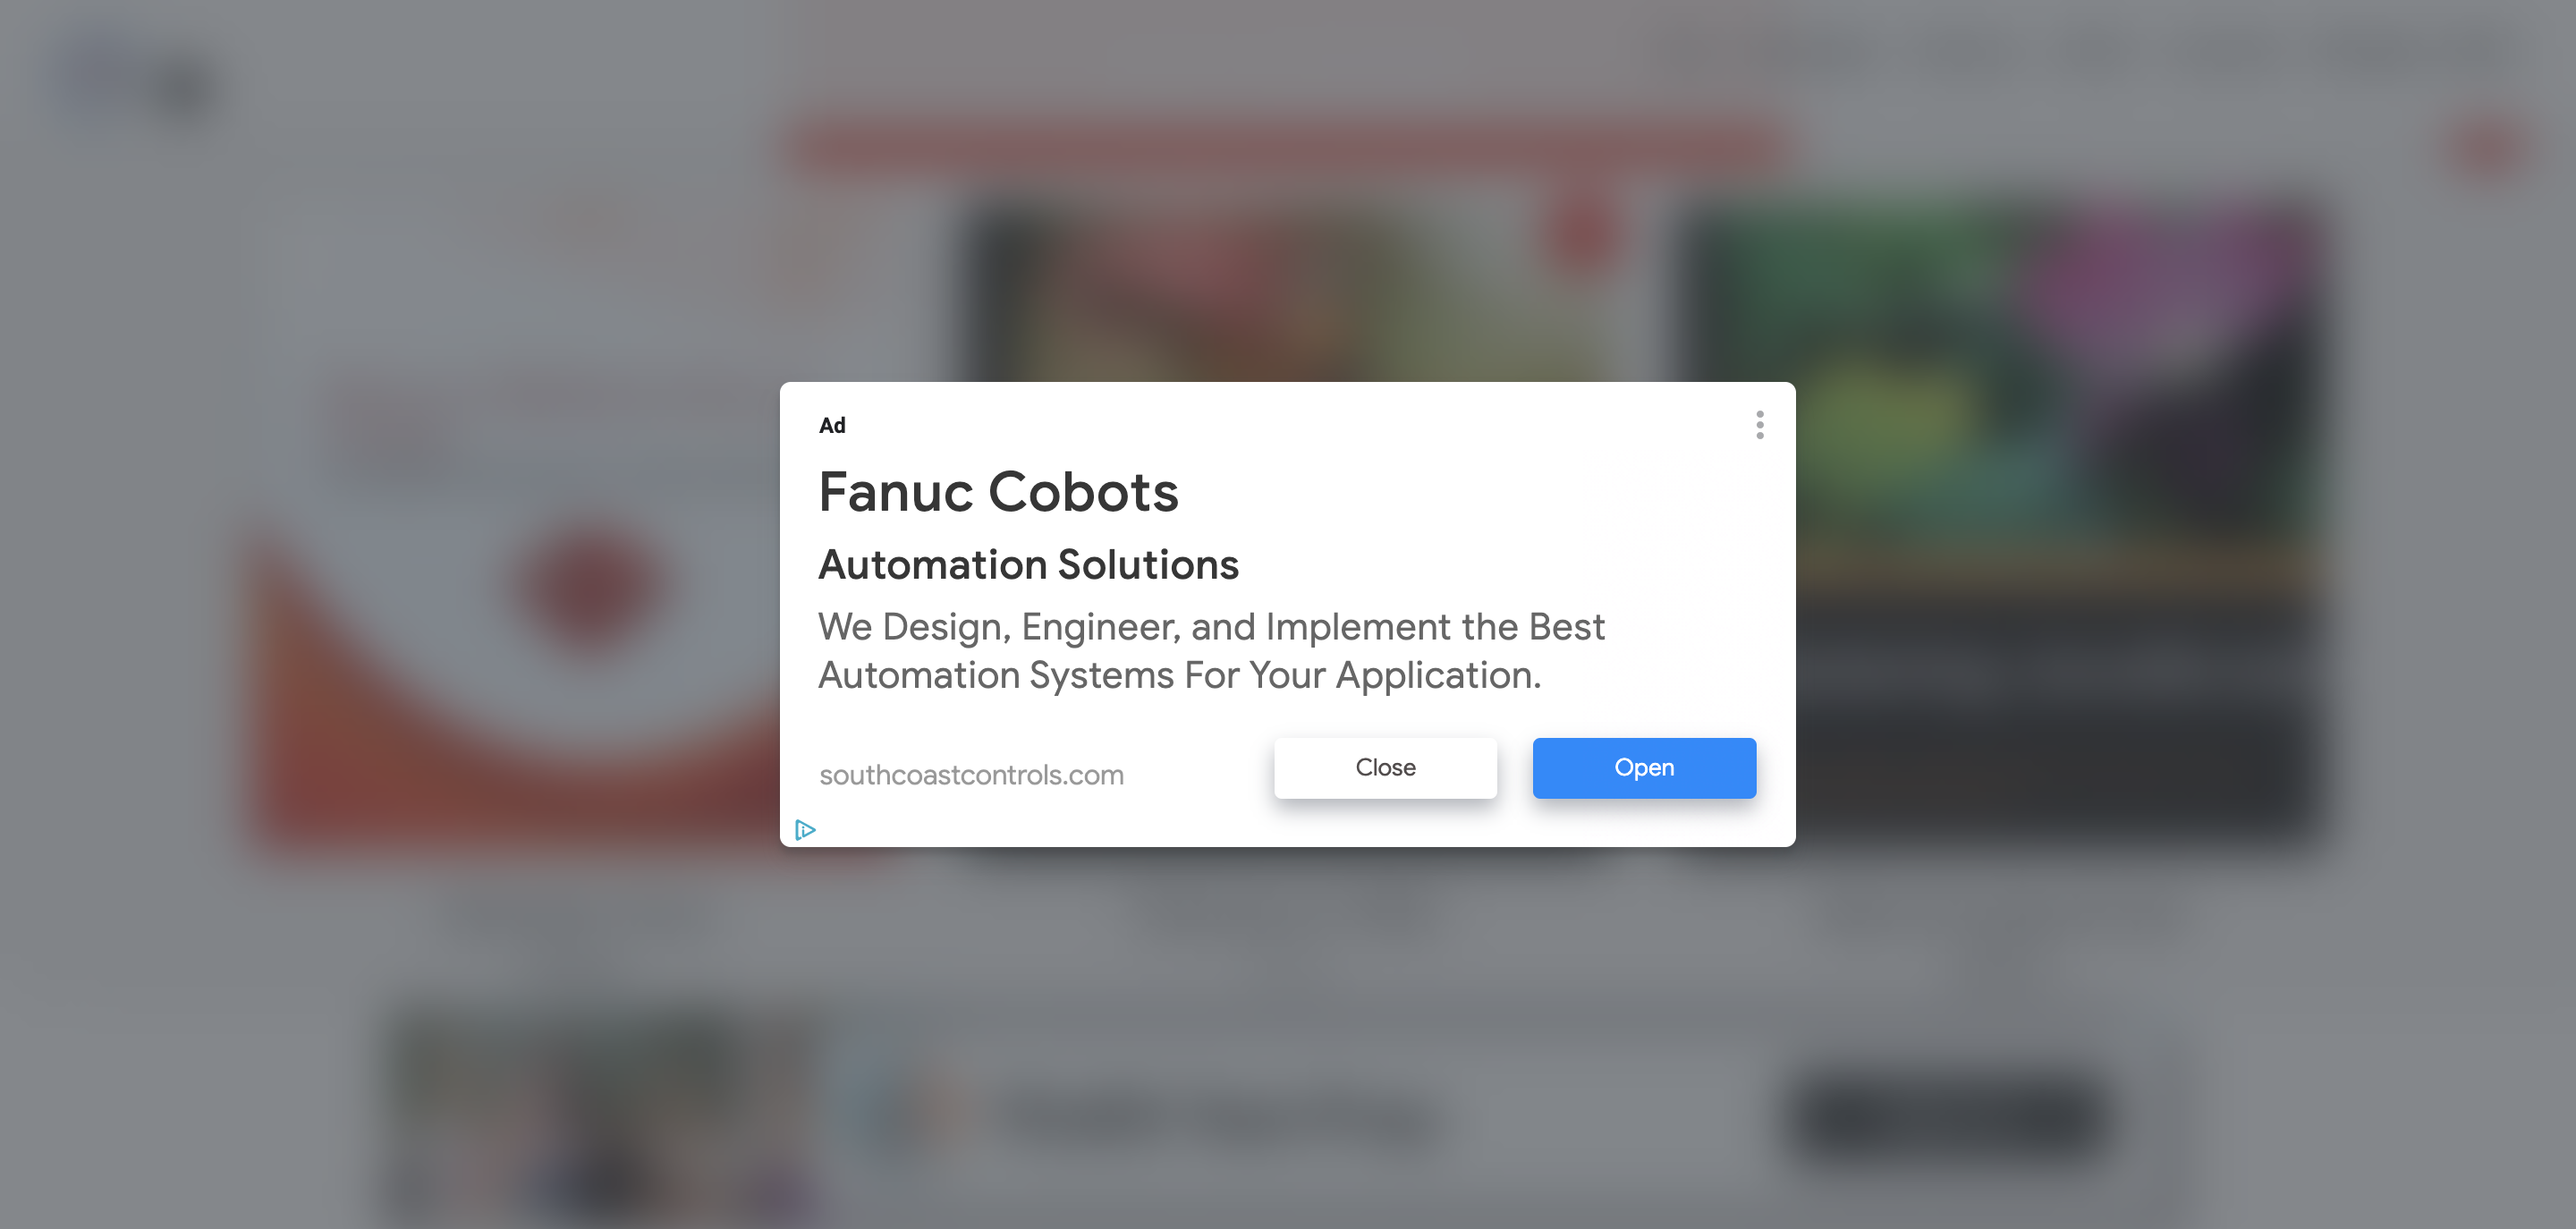 Ad
Fanuc Cobots
Automation Solutions
We Design, Engineer, and Implement the Best
Automation Systems For Your Application.
southcoastcontrols.com
Close
Open